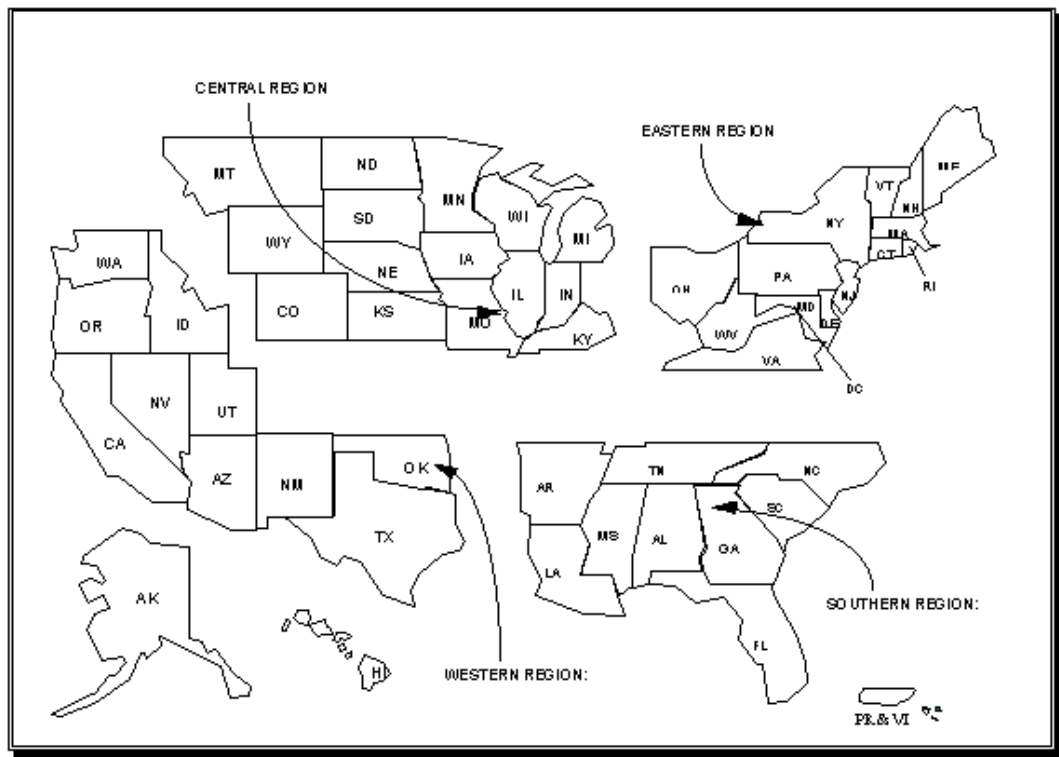 CENTRAL REGION
EASTERN REGION
MT
ND
MN
SD
WI
WY
IA
MI
NE
IL
IN
CO
KS
MO
KY
ME
VT
NH
NY
MA
CT
RI
PA
OH
NJ
MD
DE
WV
VA
DC
WA
OR
ID
NV
UT
CA
AZ
NM
OK
TX
AK
HI
WESTERN REGION:
TN
NC
AR
SC
MS
AL
GA
LA
FL
SOUTHERN REGION:
PR & VI